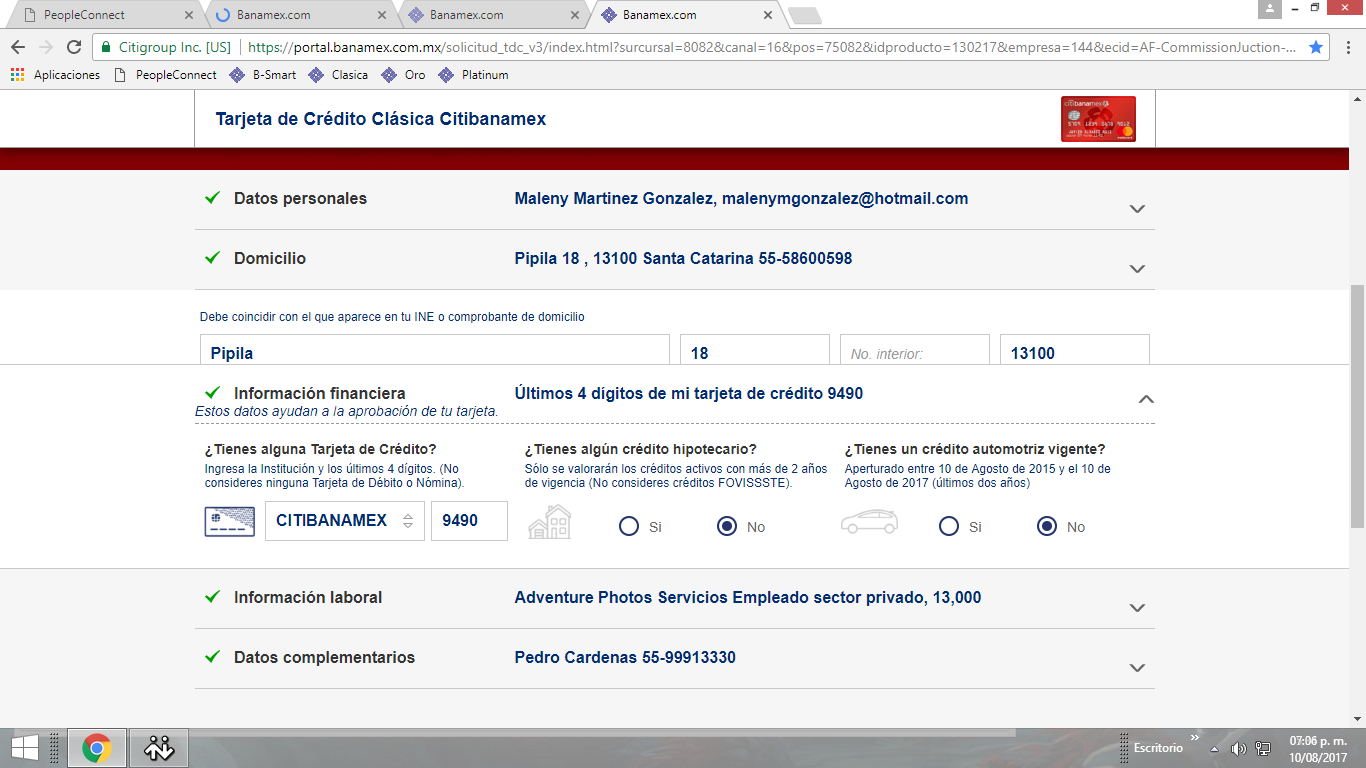 PeopleConnect
Banamex.com
Banamex.com
Banamex.com
Citigroup Inc. [US] https://portal.banamex.com.mx/solicitud_tdc_v3/index.html?surcursal=8082&canal=16&pos=75082&idproducto=130217&empresa=144&ecid=AF-CommissionJuction-...
Aplicaciones PeopleConnect B-Smart Clasica Oro Platinum
Tarjeta de Crédito Clásica Citibanamex
citibanamex
Datos personales Maleny Martinez Gonzalez, malenymgonzalez@hotmail.com
Domicilio Pipila 18 , 13100 Santa Catarina 55-58600598
Debe coincidir con el que aparece en tu INE o comprobante de domicilio
Pipila 18 No. interior: 13100
Información financiera Últimos 4 dígitos de mi tarjeta de crédito 9490
Estos datos ayudan a la aprobación de tu tarjeta.
¿Tienes alguna Tarjeta de Crédito? ¿Tienes algún crédito hipotecario? ¿Tienes un crédito automotriz vigente?
Ingresa la Institución y los últimos 4 dígitos. (No Sólo se valorarán los créditos activos con más de 2 años Aperturado entre 10 de Agosto de 2015 y el 10 de
consideres ninguna Tarjeta de Débito o Nómina). de vigencia (No consideres créditos FOVISSSTE). Agosto de 2017 (últimos dos años)
CITIBANAMEX 9490 Si No Si No
Información laboral Adventure Photos Servicios Empleado sector privado, 13,000
Datos complementarios Pedro Cardenas 55-99913330
Escritorio
07:06 p. m.
10/08/2017